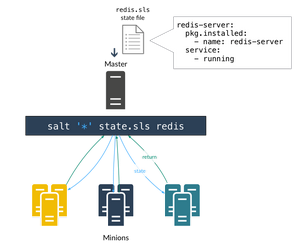 redis.sls
state file
redis-server:
pkg.installed:
- name: redis-server
service:
- running
Master
salt '*' state.sls redis
return
state
Minions